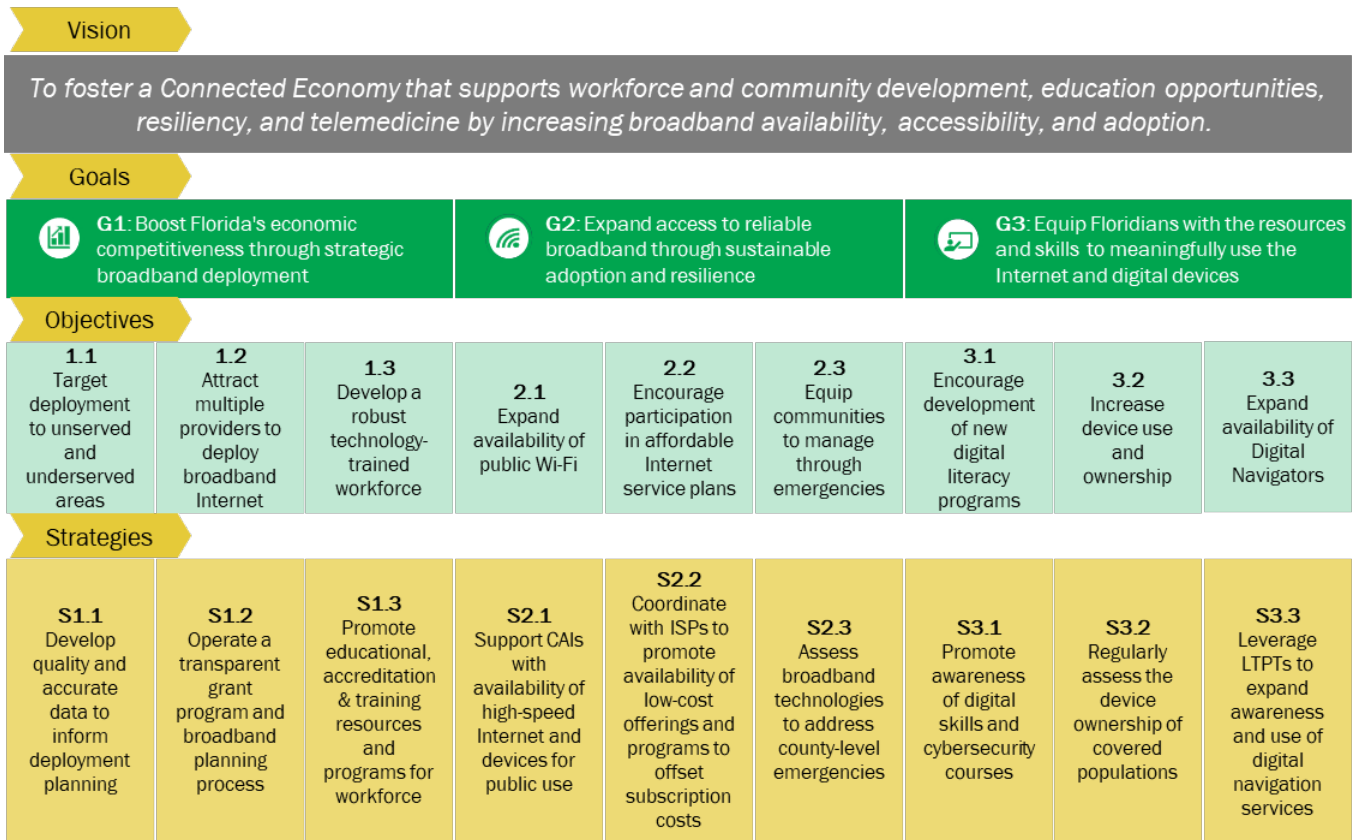 Vision
To foster a Connected Economy that supports workforce and community development, education opportunities,
resiliency, and telemedicine by increasing broadband availability, accessibility, and adoption.
Goals
G1: Boost Florida's economic
competitiveness through strategic
broadband deployment
G2: Expand access to reliable
broadband through sustainable
adoption and resilience
G3: Equip Floridians with the resources
and skills to meaningfully use the
Internet and digital devices
Objectives
1.1
Target
deployment
to unserved
and
underserved
areas
1.2
Attract
multiple
providers to
deploy
broadband
Internet
1.3
Develop a
robust
technology-
trained
workforce
2.1
Expand
availability of
public Wi-Fi
2.2
Encourage
participation
in affordable
Internet
service plans
2.3
Equip
communities
to manage
through
emergencies
3.1
Encourage
development
of new
digital
literacy
programs
3.2
Increase
device use
and
ownership
3.3
Expand
availability of
Digital
Navigators
Strategies
S1.1
Develop
quality and
accurate
data to
inform
deployment
planning
S1.2
Operate a
transparent
grant
program and
broadband
planning
process
S1.3
Promote
educational,
accreditation
& training
resources
and
programs for
workforce
S2.1
Support CAIs
with
availability of
high-speed
Internet and
devices for
public use
S2.2
Coordinate
with ISPs to
promote
availability of
low-cost
offerings and
programs to
offset
subscription
costs
S2.3
Assess
broadband
technologies
to address
county-level
emergencies
S3.1
Promote
awareness
of digital
skills and
cybersecurity
courses
S3.2
Regularly
assess the
device
ownership of
covered
populations
S3.3
Leverage
LTPTs to
expand
awareness
and use of
digital
navigation
services